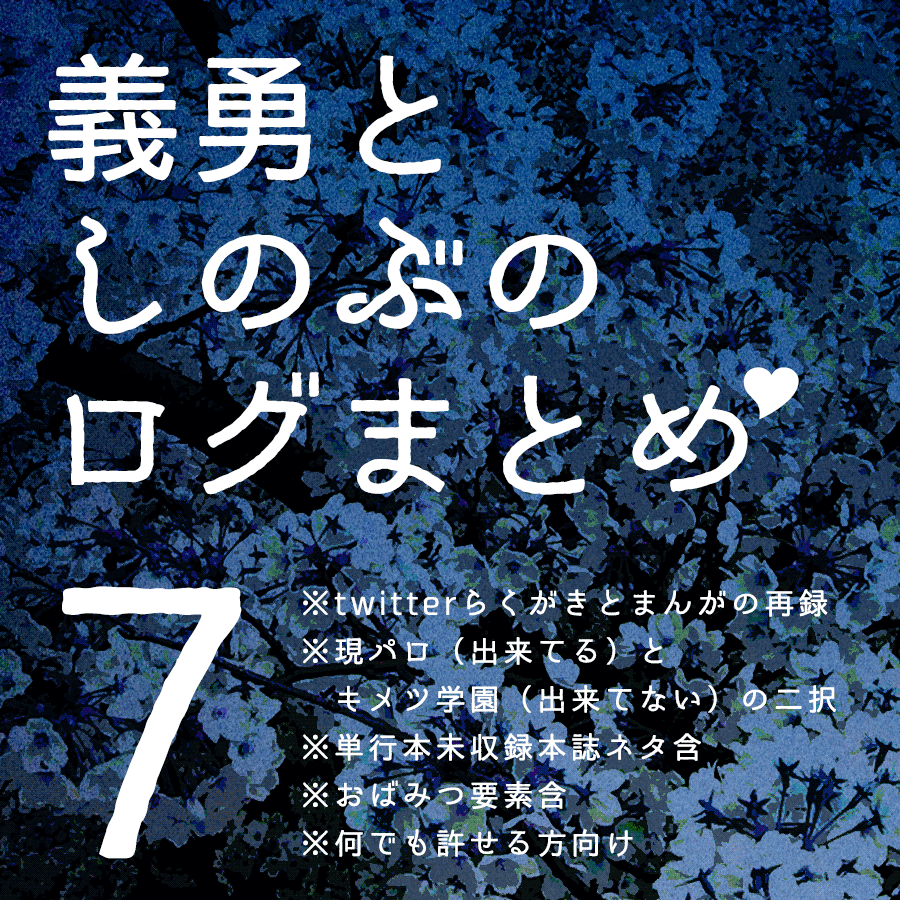 義勇と
しのぶの
ログまとめ♥
7
※twitterらくがきとまんがの再録
※現パロ（出来てる）と
キメツ学園（出来てない）の二択
※単行本未収録本誌ネタ含
※おばみつ要素含
※何でも許せる方向け